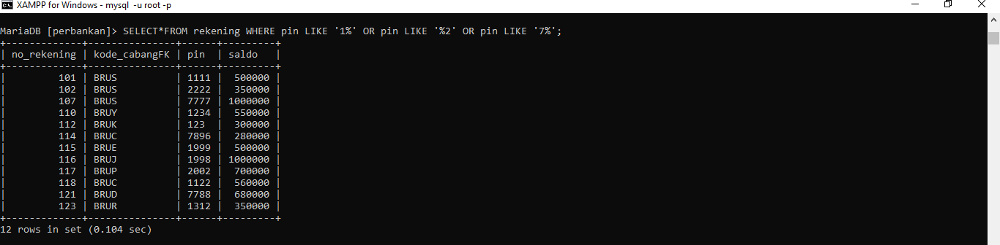 XAMPP for Windows - mysql -u root -p
MariaDB [perbankan]> SELECT*FROM rekening WHERE pin LIKE '1%' OR pin LIKE '%2' OR pin LIKE '7%';
+-------------+---------------+------+---------+
| no_rekening | kode_cabangFK | pin  | saldo   |
+-------------+---------------+------+---------+
|         101 | BRUS          | 1111 |  500000 |
|         102 | BRUS          | 2222 |  350000 |
|         107 | BRUS          | 7777 | 1000000 |
|         110 | BRUY          | 1234 |  550000 |
|         112 | BRUK          | 123  |  300000 |
|         114 | BRUC          | 7896 |  280000 |
|         115 | BRUE          | 1999 |  500000 |
|         116 | BRUJ          | 1998 | 1000000 |
|         117 | BRUP          | 2002 |  700000 |
|         118 | BRUC          | 1122 |  560000 |
|         121 | BRUD          | 7788 |  680000 |
|         123 | BRUR          | 1312 |  350000 |
+-------------+---------------+------+---------+
12 rows in set (0.104 sec)